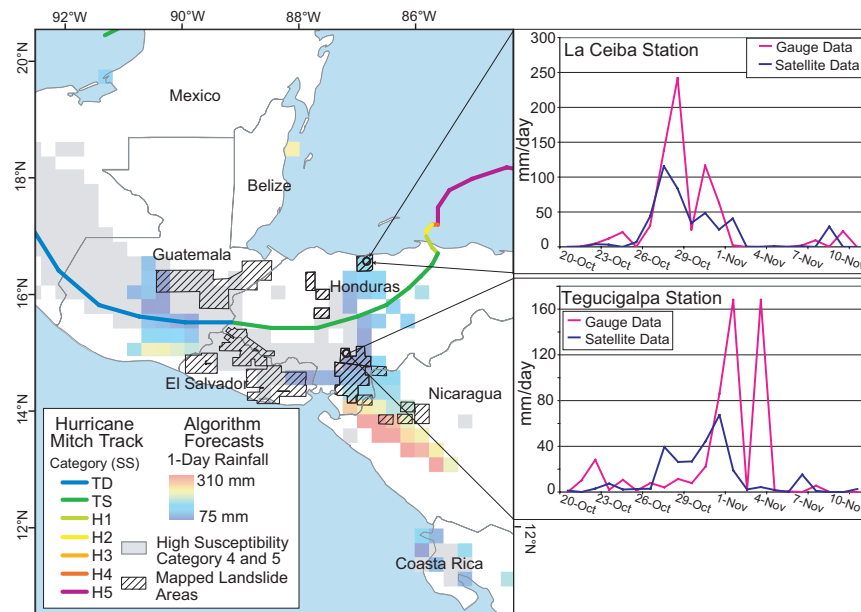 92°W 90°W 88°W 86°W
20°N
18°N
16°N
14°N
12°N
Mexico
Belize
Guatemala
Honduras
El Salvador
Nicaragua
Coasta Rica
12°N
Hurricane
Mitch Track
Category (SS)
TD
TS
H1
H2
H3
H4
H5
Algorithm
Forecasts
1-Day Rainfall
310 mm
75 mm
High Susceptibility
Category 4 and 5
Mapped Landslide
Areas
La Ceiba Station
Gauge Data
Satellite Data
mm/day
300
250
200
150
100
50
0
20-Oct 23-Oct 26-Oct 29-Oct 1-Nov 4-Nov 7-Nov 10-Nov
Tegucigalpa Station
Gauge Data
Satellite Data
mm/day
160
120
80
40
0
20-Oct 23-Oct 26-Oct 29-Oct 1-Nov 4-Nov 7-Nov 10-Nov